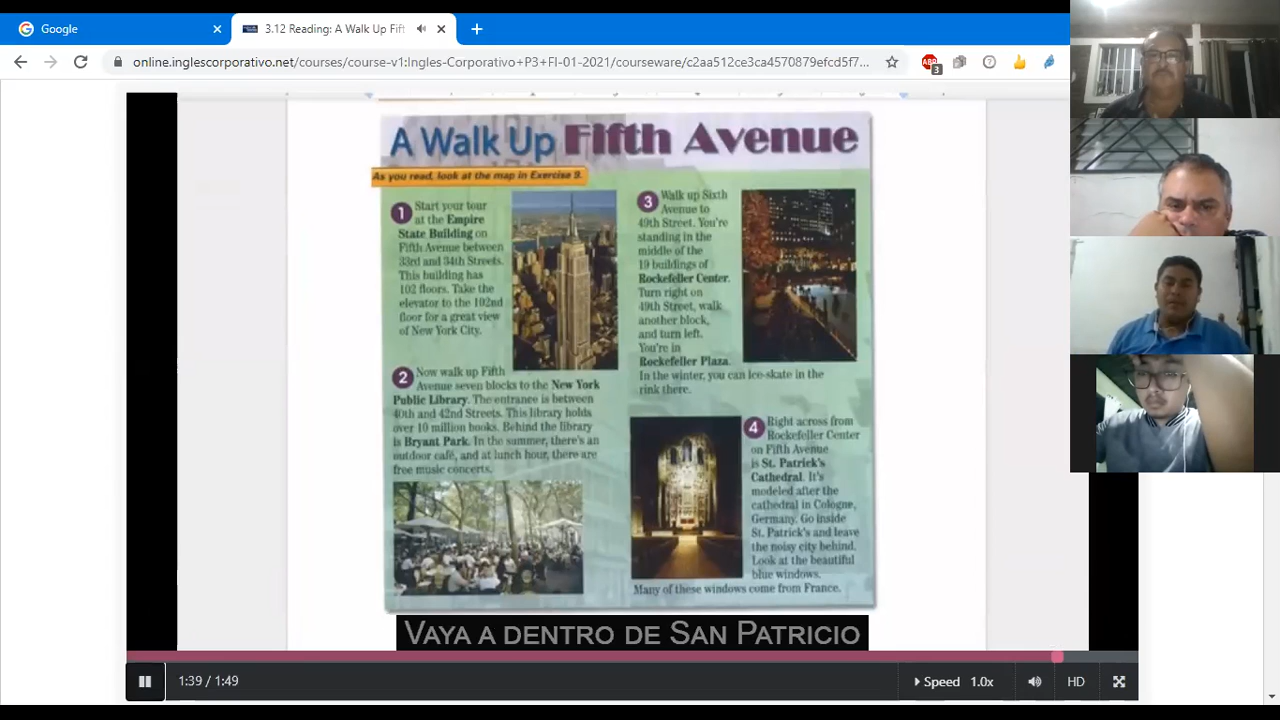 Google
3.12 Reading: A Walk Up Fift
online.inglescorporativo.net/courses/course-v1:Ingles-Corporativo+P3+FI-01-2021/courseware/c2aa512ce3ca4570879efcd5f7...
ABP
3
A Walk Up Fifth Avenue
As you read, look at the map in Exercise 9.
1 Start your tour
at the Empire
State Building on
Fifth Avenue between
33rd and 34th Streets.
This building has
102 floors. Take the
elevator to the 102nd
floor for a great view
of New York City.
2 Now walk up Fifth
Avenue seven blocks to the New York
Public Library. The entrance is between
40th and 42nd Streets. This library holds
over 10 million books. Behind the library
is Bryant Park. In the summer, there's an
outdoor café, and at lunch hour, there are
free music concerts.
3 Walk up Sixth
Avenue to
49th Street. You're
standing in the
middle of the
19 buildings of
Rockefeller Center.
Turn right on
49th Street, walk
another block,
and turn left.
You're in
Rockefeller Plaza.
In the winter, you can ice-skate in the
rink there.
4 Right across from
Rockefeller Center
on Fifth Avenue
is St. Patrick's
Cathedral. It's
modeled after the
cathedral in Cologne,
Germany. Go inside
St. Patrick's and leave
the noisy city behind.
Look at the beautiful
blue windows.
Many of these windows come from France.
VAYA A DENTRO DE SAN PATRICIO
1:39 / 1:49
Speed 1.0x
HD